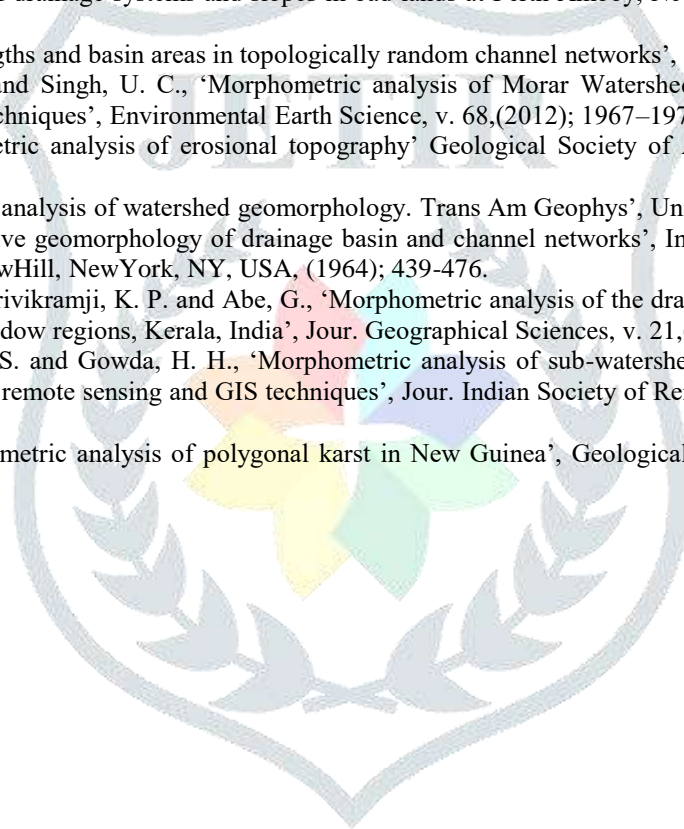 drainage systems and slopes in bad lands at Perth Amboy,
gths and basin areas in topologically random channel networks',
and Singh, U. C., 'Morphometric analysis of Morar Watershed
chniques', Environmental Earth Science, v. 68,(2012); 1967–197
etric analysis of erosional topography' Geological Society of
analysis of watershed geomorphology. Trans Am Geophys', Uni
ve geomorphology of drainage basin and channel networks', In
wHill, NewYork, NY, USA, (1964); 439-476.
rivikramji, K. P. and Abe, G., 'Morphometric analysis of the dra
dow regions, Kerala, India', Jour. Geographical Sciences, v. 21,
S. and Gowda, H. H., 'Morphometric analysis of sub-watershe
remote sensing and GIS techniques', Jour. Indian Society of Re
metric analysis of polygonal karst in New Guinea', Geological
JETIR